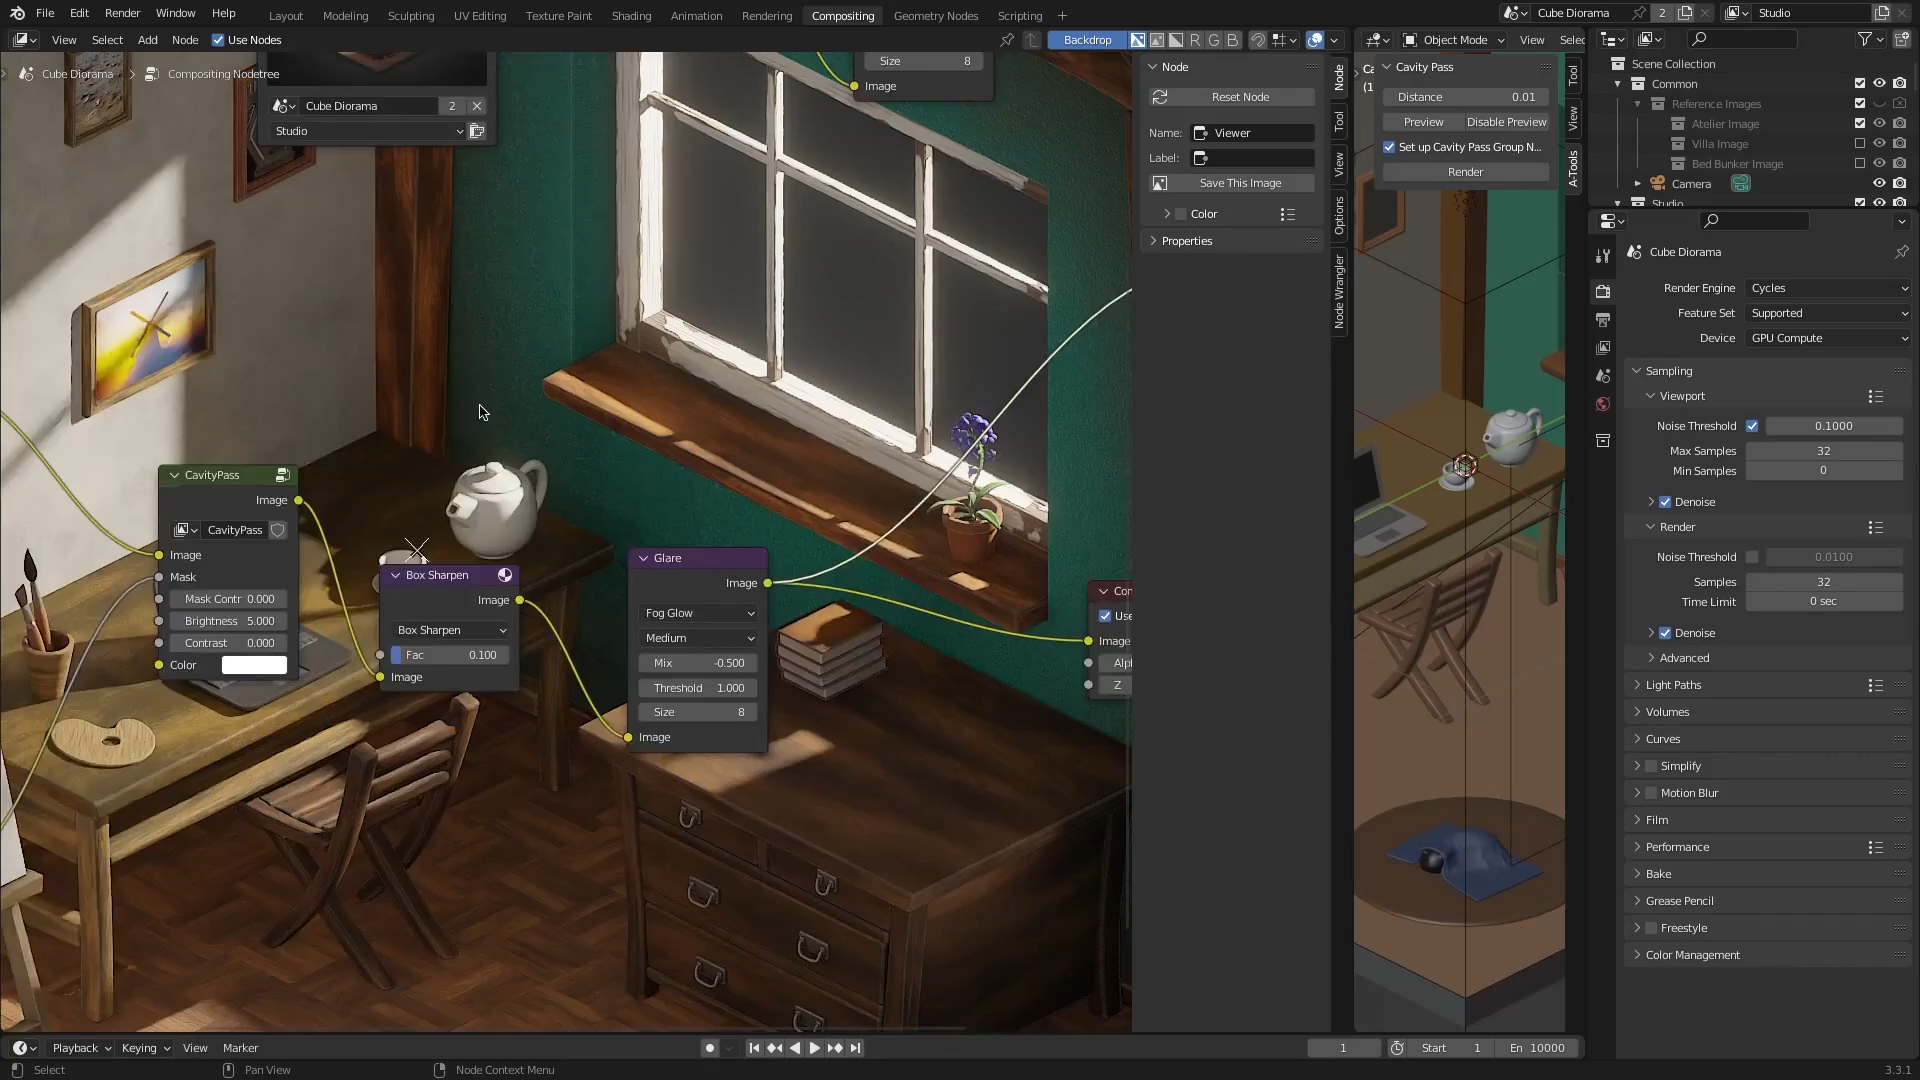 File Edit Render Window Help Layout Modeling Sculpting UV Editing Texture Paint Shading Animation Rendering Compositing Geometry Nodes Scripting + Cube Diorama 2 Studio
View Select Add Node Use Nodes Backdrop R G B Object Mode View Selec
Cube Diorama > Compositing Nodetree
Cube Diorama 2
Studio
Size 8
Image
Node
Reset Node
Name: Viewer
Label:
Save This Image
Color
Properties
Node
Tool
View
Options
Node Wrangler
Ca
(1
Cavity Pass
Distance 0.01
Preview Disable Preview
Set up Cavity Pass Group N...
Render
Tool
View
A-Tools
Scene Collection
Common
Reference Images
Atelier Image
Villa Image
Bed Bunker Image
Camera
Studio
Cube Diorama
Render Engine Cycles
Feature Set Supported
Device GPU Compute
Sampling
Viewport
Noise Threshold 0.1000
Max Samples 32
Min Samples 0
Denoise
Render
Noise Threshold 0.0100
Samples 32
Time Limit 0 sec
Denoise
Advanced
Light Paths
Volumes
Curves
Simplify
Motion Blur
Film
Performance
Bake
Grease Pencil
Freestyle
Color Management
CavityPass
Image
CavityPass
Image
Mask
Mask Contr 0.000
Brightness 5.000
Contrast 0.000
Color
Box Sharpen
Image
Box Sharpen
Fac 0.100
Image
Glare
Image
Fog Glow
Medium
Mix -0.500
Threshold 1.000
Size 8
Image
Con
Use
Image
Alp
Z
Playback Keying View Marker 1 Start 1 En 10000
Select Pan View Node Context Menu 3.3.1